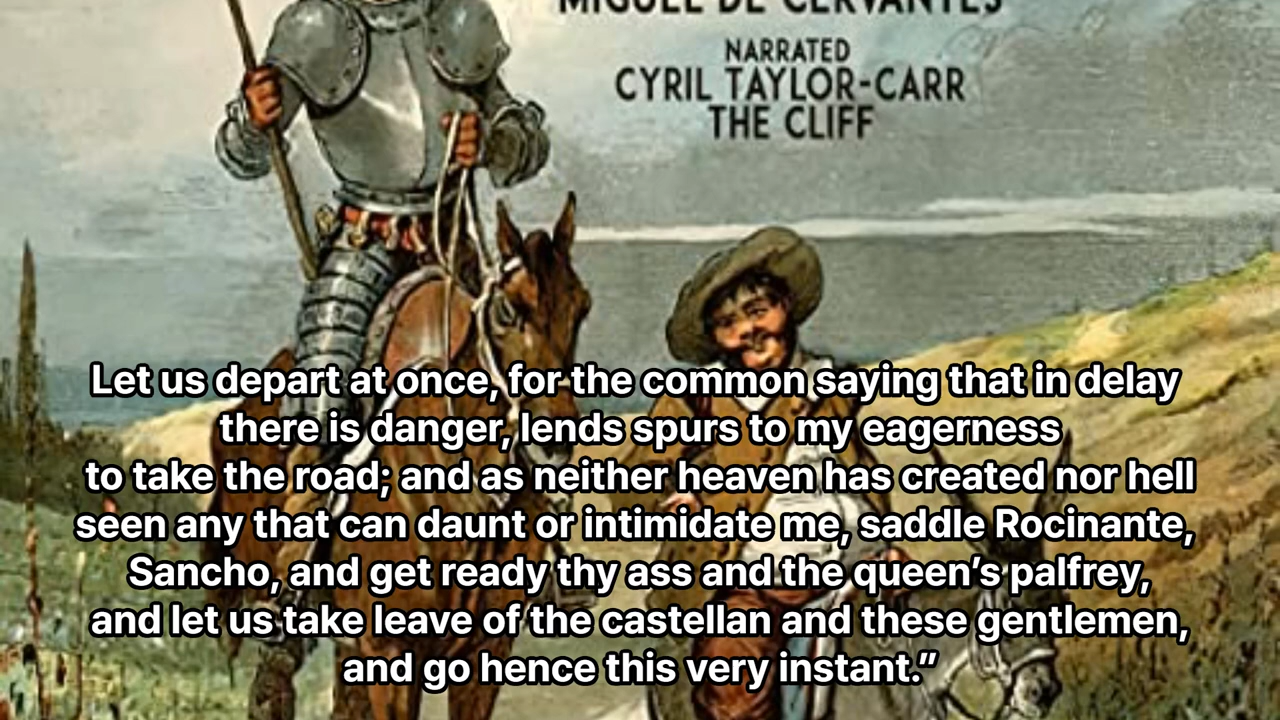 MIGUEL DE CERVANTES
NARRATED
CYRIL TAYLOR-CARR
THE CLIFF
Let us depart at once, for the common saying that in delay
there is danger, lends spurs to my eagerness
to take the road; and as neither heaven has created nor hell
seen any that can daunt or intimidate me, saddle Rocinante,
Sancho, and get ready thy ass and the queen’s palfrey,
and let us take leave of the castellan and these gentlemen,
and go hence this very instant.”